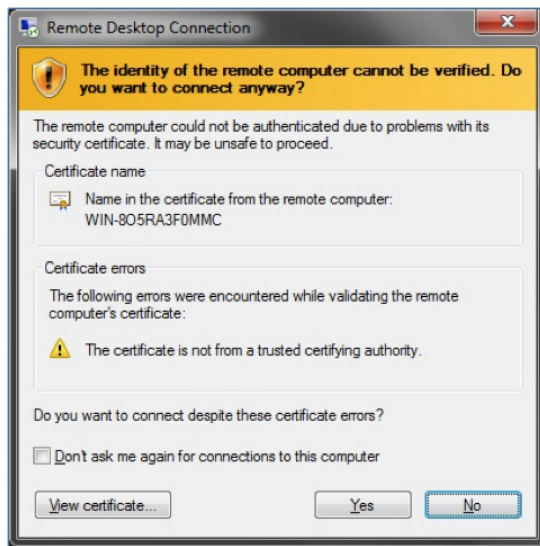 Remote Desktop Connection
The identity of the remote computer cannot be verified. Do
you want to connect anyway?
The remote computer could not be authenticated due to problems with its
security certificate. It may be unsafe to proceed.
Certificate name
Name in the certificate from the remote computer:
WIN-8O5RA3F0MMC
Certificate errors
The following errors were encountered while validating the remote
computer's certificate:
The certificate is not from a trusted certifying authority.
Do you want to connect despite these certificate errors?
Don't ask me again for connections to this computer
View certificate... Yes No